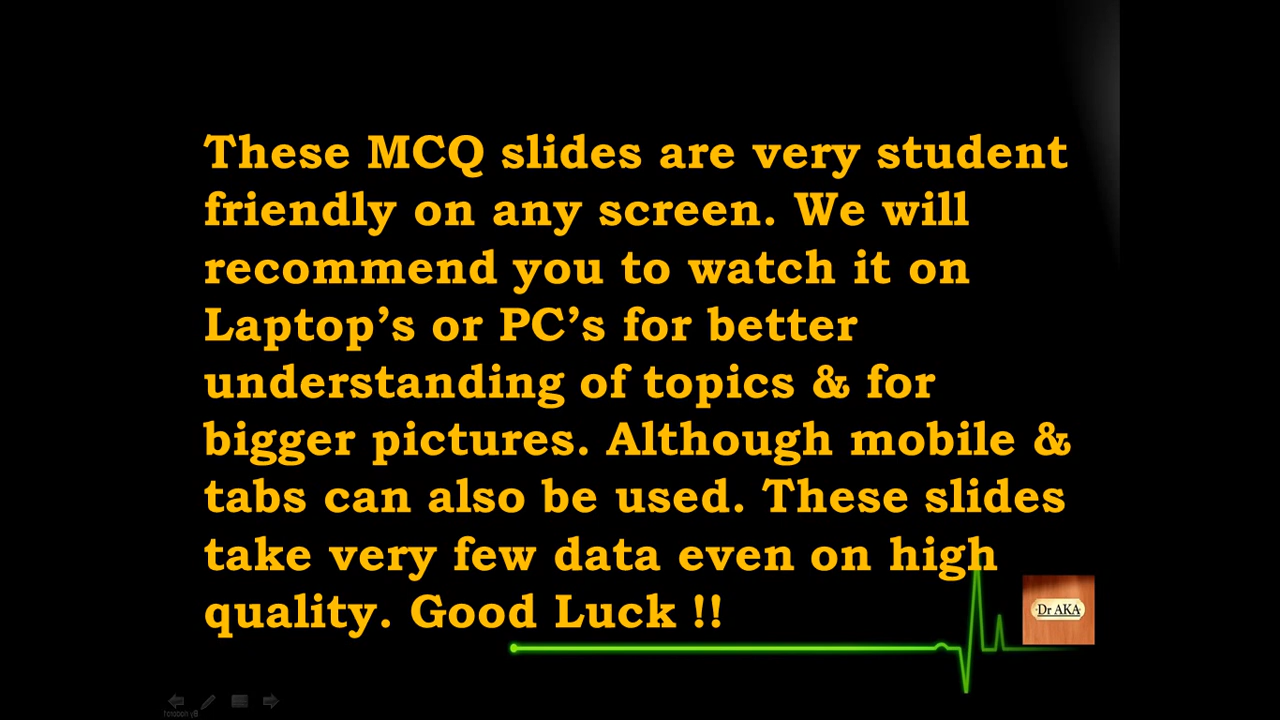 These MCQ slides are very student
friendly on any screen. We will
recommend you to watch it on
Laptop’s or PC’s for better
understanding of topics & for
bigger pictures. Although mobile &
tabs can also be used. These slides
take very few data even on high
quality. Good Luck !!
Dr AKA